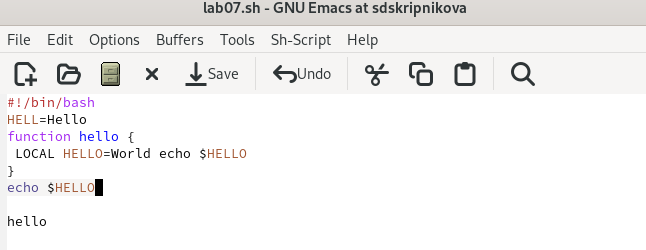 lab07.sh - GNU Emacs at sdskripnikova
File Edit Options Buffers Tools Sh-Script Help
Save Undo
#!/bin/bash
HELL=Hello
function hello {
 LOCAL HELLO=World echo $HELLO
}
echo $HELLO
hello